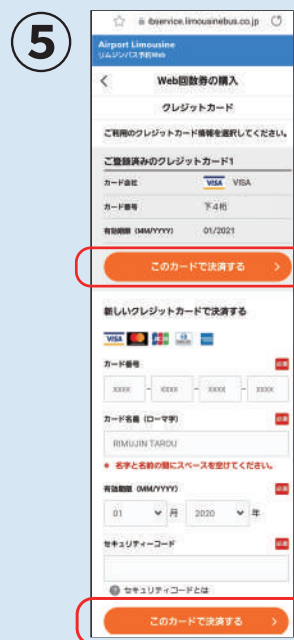 5
ibservice.limousinebus.co.jp
Airport Limousine
リムジンバス予約Web
Web回数券の購入
クレジットカード
ご利用のクレジットカード情報を選択してください。
ご登録済みのクレジットカード1
カード会社 VISA VISA
カード番号 下4桁
有効期限 (MM/YYYY) 01/2021
このカードで決済する
新しいクレジットカードで決済する
VISA
カード番号 必須
xxxx - xxxx - xxxx - xxxx
カード名義 (ローマ字) 必須
RIMUJIN TAROU
* 名字と名前の間にスペースを空けてください。
有効期限 (MM/YYYY) 必須
01 月 2020 年
セキュリティーコード 必須
? セキュリティコードとは
このカードで決済する